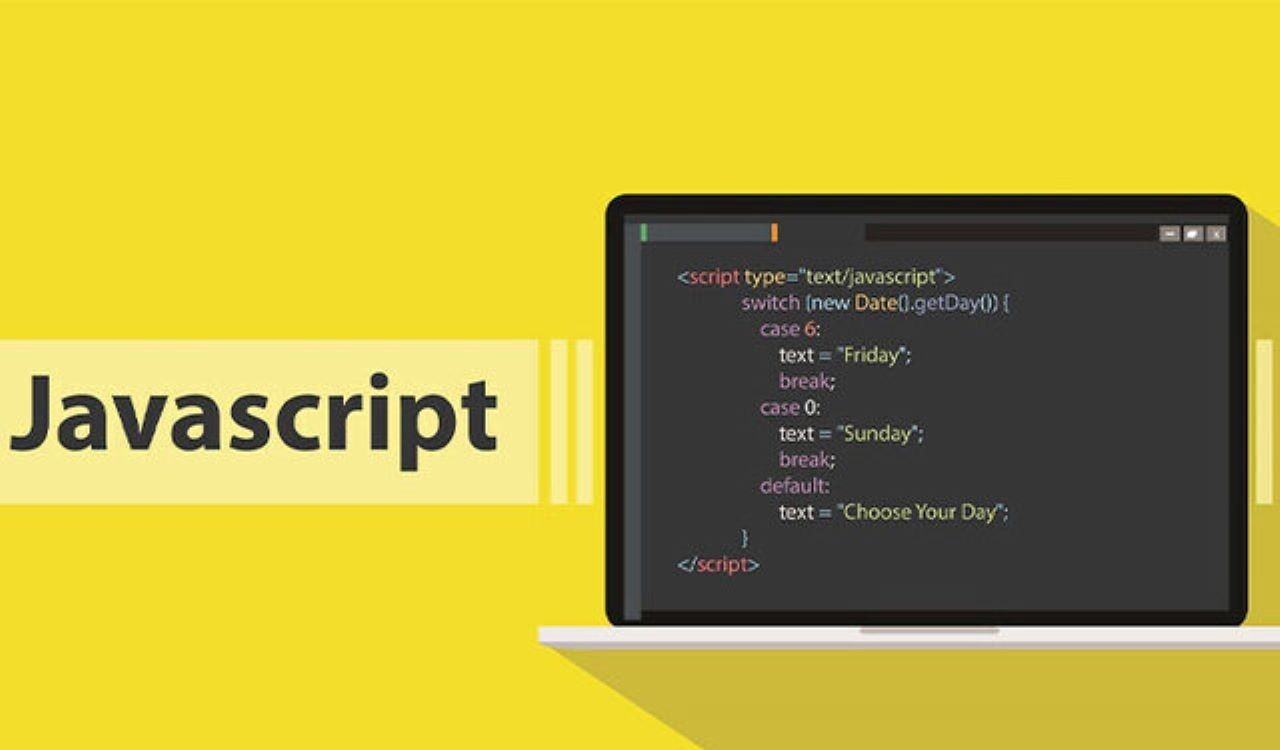 Javascript
<script type="text/javascript">
switch (new Date().getDay()) {
case 6:
text = "Friday";
break;
case 0:
text = "Sunday";
break;
default:
text = "Choose Your Day";
}
</script>